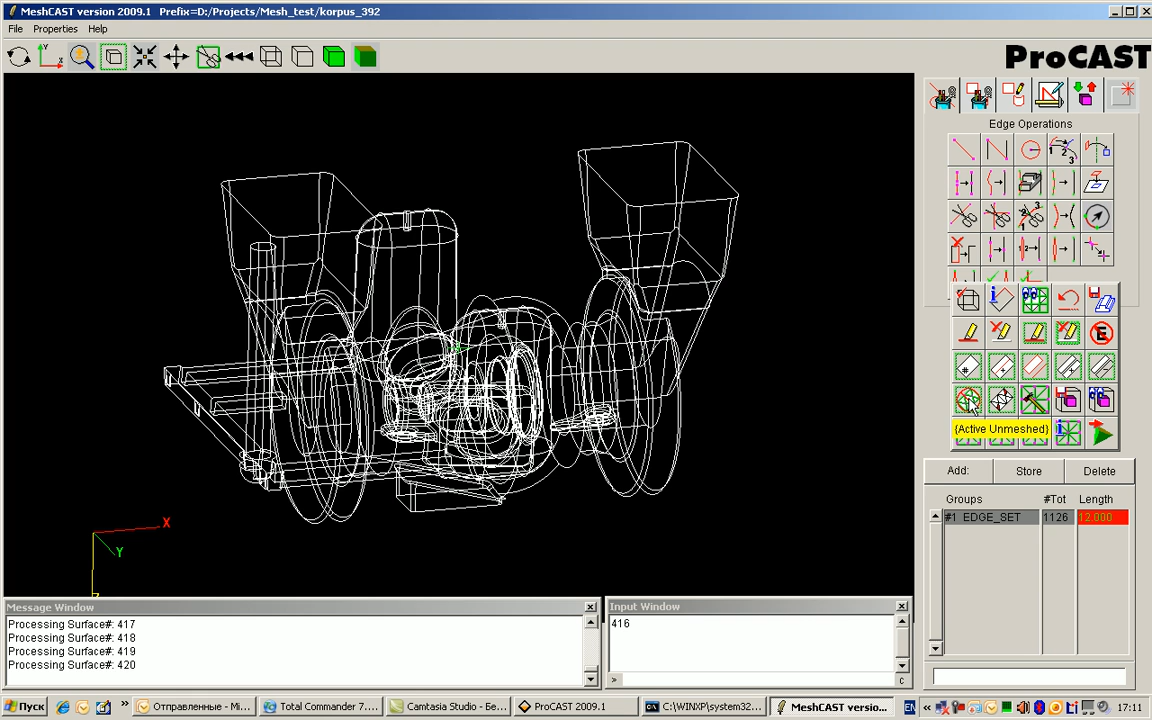 MeshCAST version 2009.1   Prefix=D:/Projects/Mesh_test/korpus_392
File Properties Help
ProCAST
Edge Operations
{Active Unmeshed}
Add: Store Delete
Groups #Tot Length
#1 EDGE_SET 1126 12.000
X
Y
Z
Message Window
Processing Surface#: 417
Processing Surface#: 418
Processing Surface#: 419
Processing Surface#: 420
Input Window
416
> c
Пуск » Отправленные - Mi... Total Commander 7.... Camtasia Studio - Бе... ProCAST 2009.1 C:\WINXP\system32... MeshCAST versio... EN « 17:11